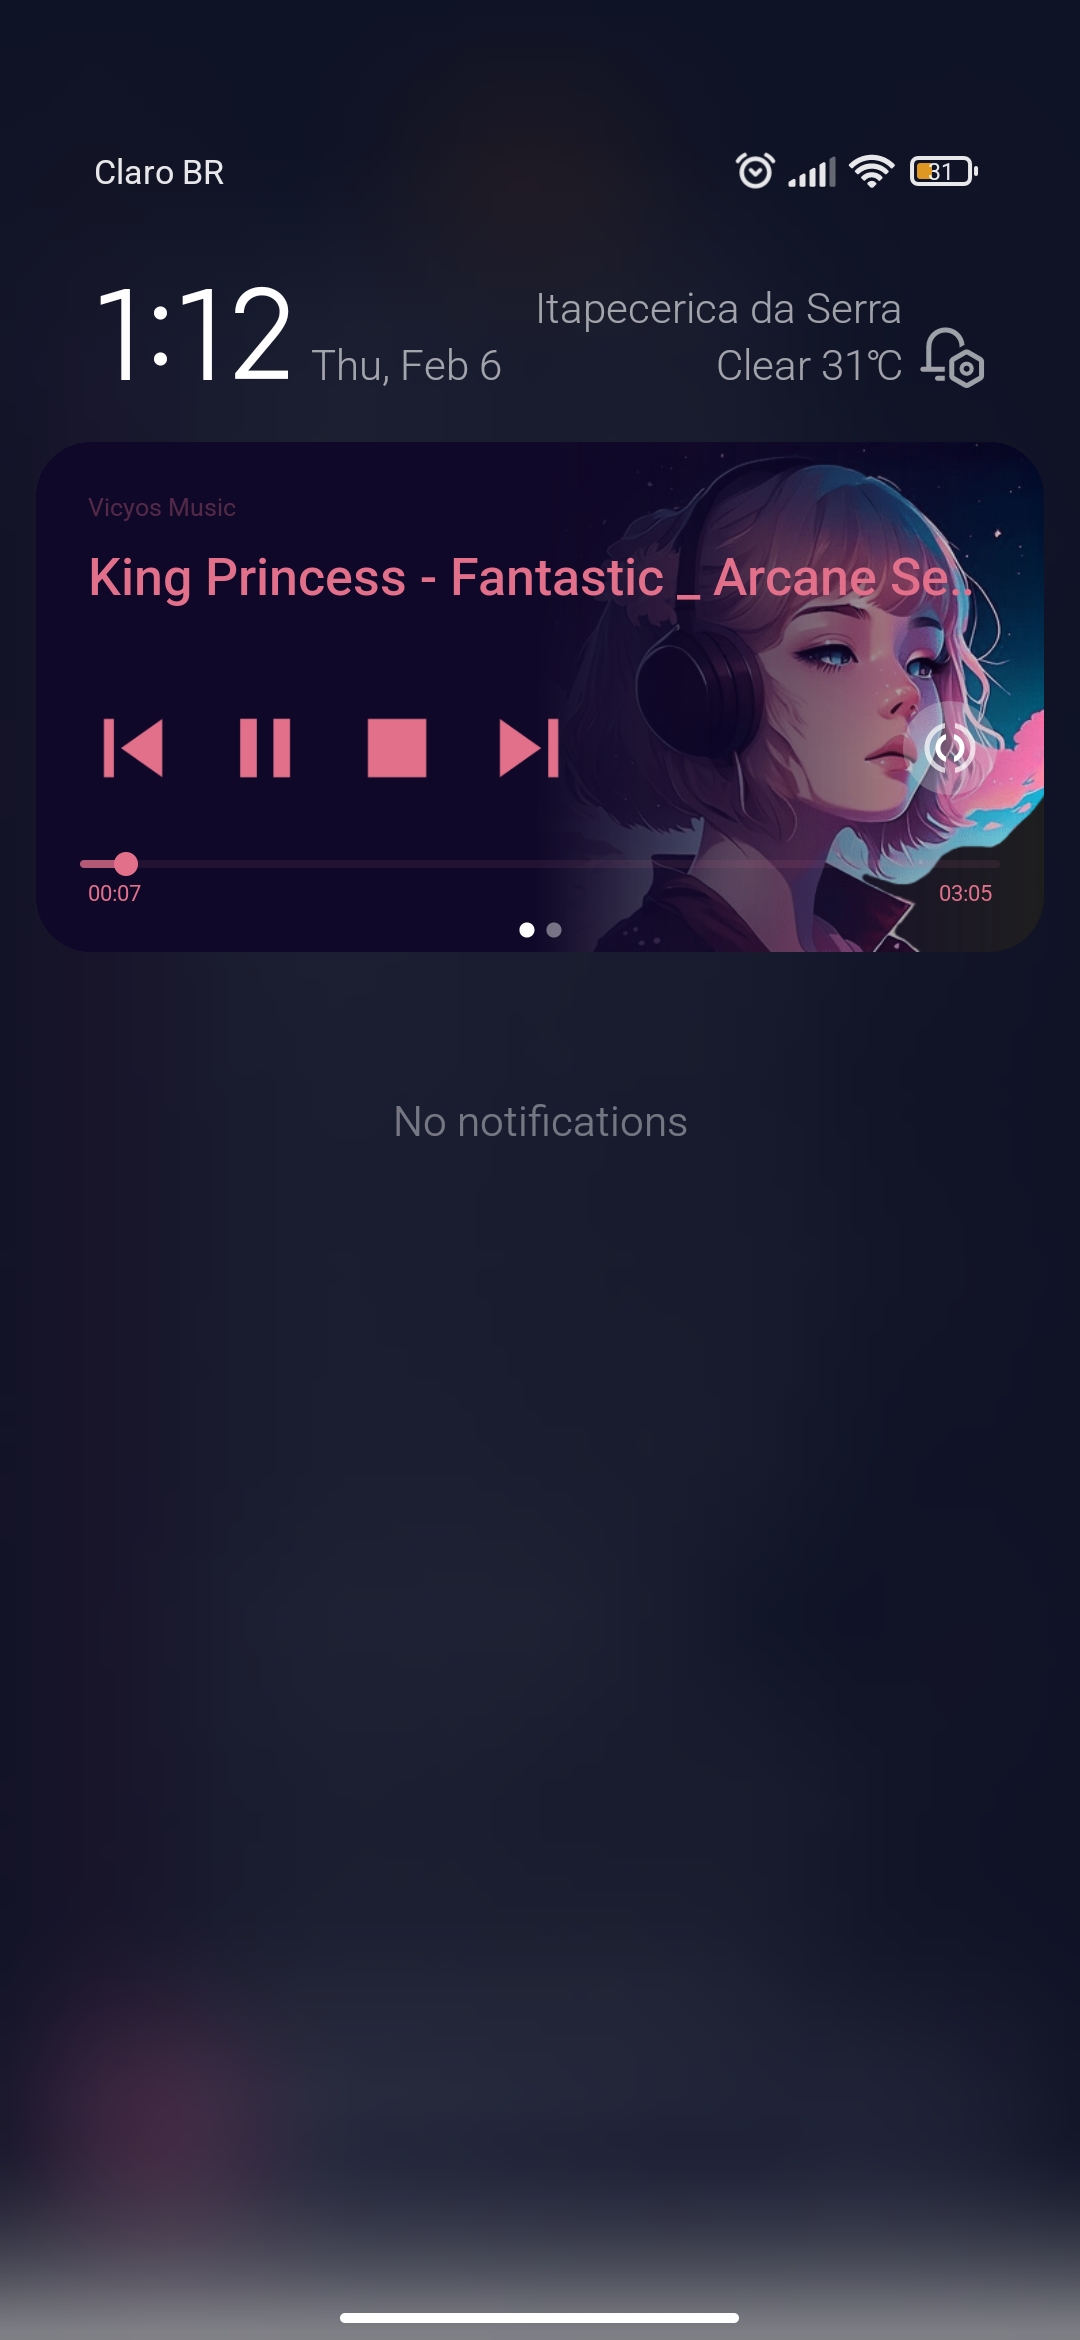 Claro BR
31
1:12 Thu, Feb 6
Itapecerica da Serra
Clear 31℃
Vicyos Music
King Princess - Fantastic _ Arcane Se..
00:07
03:05
No notifications